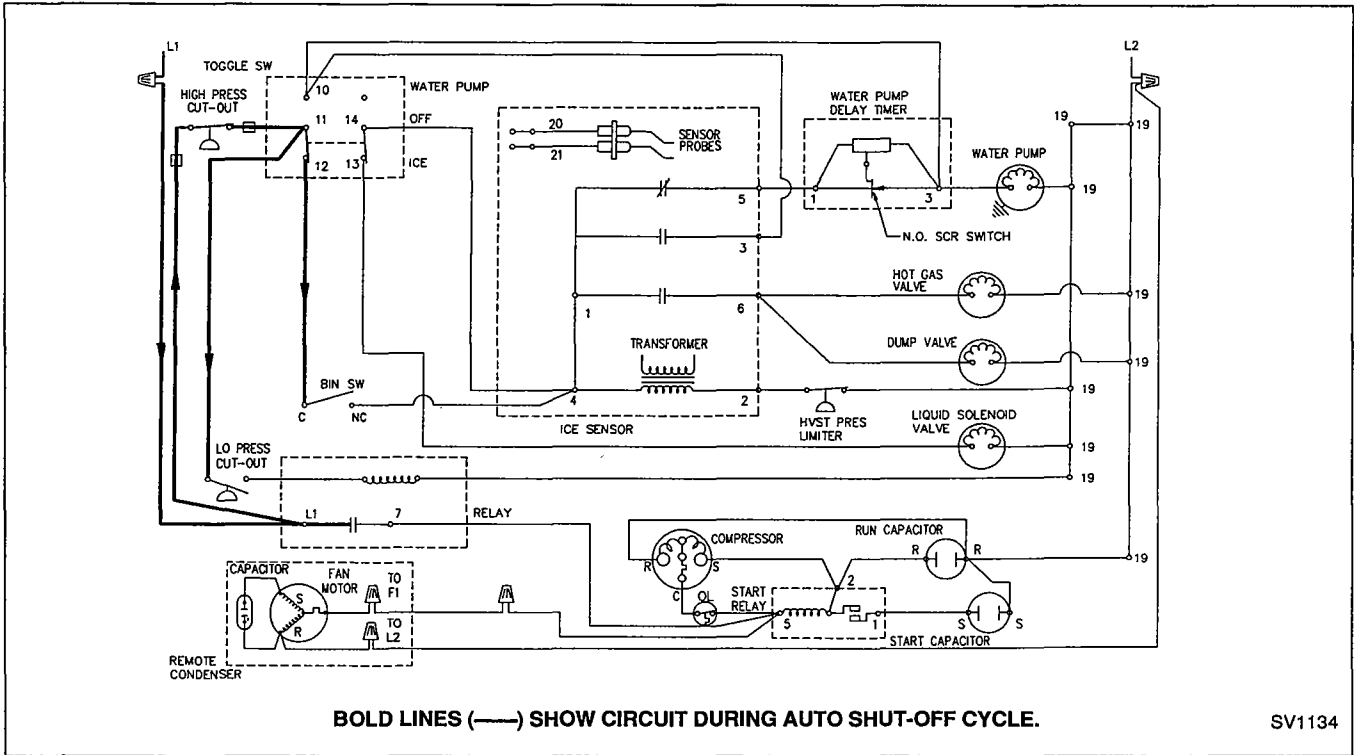 L1
L2
TOGGLE SW
10
WATER PUMP
HIGH PRESS
CUT-OUT
11
14
OFF
12
13
ICE
20
21
SENSOR
PROBES
WATER PUMP
DELAY TIMER
19
19
WATER PUMP
5
1
3
19
3
N.O. SCR SWITCH
HOT GAS
VALVE
1
6
19
TRANSFORMER
DUMP VALVE
19
BIN SW
C
NC
4
2
19
ICE SENSOR
HVST PRES
LIMITER
LIQUID SOLENOID
VALVE
19
LO PRESS
CUT-OUT
19
L1
7
RELAY
COMPRESSOR
RUN CAPACITOR
R
R
R
S
19
C
OL
START
RELAY
2
5
1
S
S
START CAPACITOR
CAPACITOR
FAN
MOTOR
S
R
TO
F1
TO
L2
REMOTE
CONDENSER
BOLD LINES (——) SHOW CIRCUIT DURING AUTO SHUT-OFF CYCLE.
SV1134